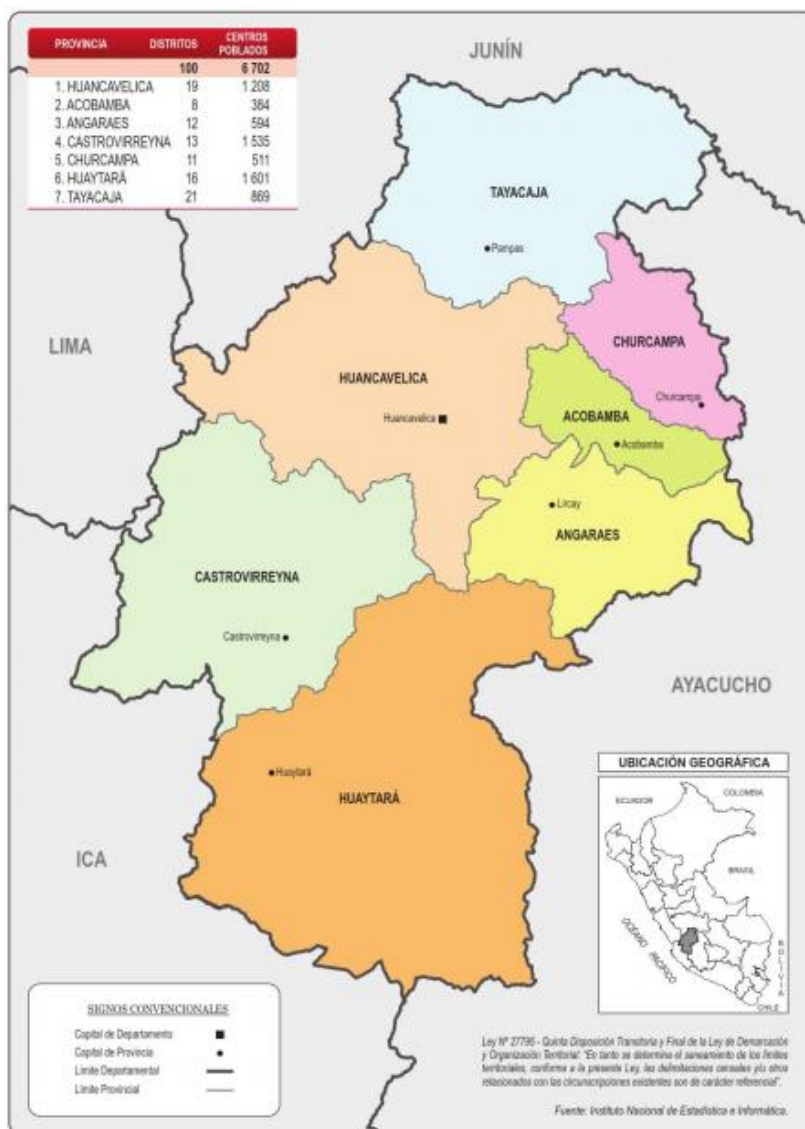 PROVINCIA DISTRITOS CENTROS POBLADOS
100 6 702
1. HUANCAVELICA 19 1 208
2. ACOBAMBA 8 384
3. ANGARAES 12 594
4. CASTROVIRREYNA 13 1 535
5. CHURCAMPA 11 511
6. HUAYTARÁ 16 1 601
7. TAYACAJA 21 869
JUNÍN
TAYACAJA
Pampas
LIMA
CHURCAMPA
HUANCAVELICA
Churcampa
Huancavelica
ACOBAMBA
Acobamba
Lircay
ANGARAES
CASTROVIRREYNA
Castrovirreyna
AYACUCHO
Huaytará
HUAYTARÁ
ICA
UBICACIÓN GEOGRÁFICA
ECUADOR
COLOMBIA
BRASIL
OCÉANO PACÍFICO
BOLIVIA
CHILE
SIGNOS CONVENCIONALES
Capital de Departamento
Capital de Provincia
Límite Departamental
Límite Provincial
Ley Nº 27795 - Quinta Disposición Transitoria y Final de la Ley de Demarcación
y Organización Territorial: "En tanto se determina el saneamiento de los límites
territoriales, conforme a la presente Ley, las delimitaciones censales y/u otros
relacionados con las circunscripciones existentes son de carácter referencial".
Fuente: Instituto Nacional de Estadística e Informática.